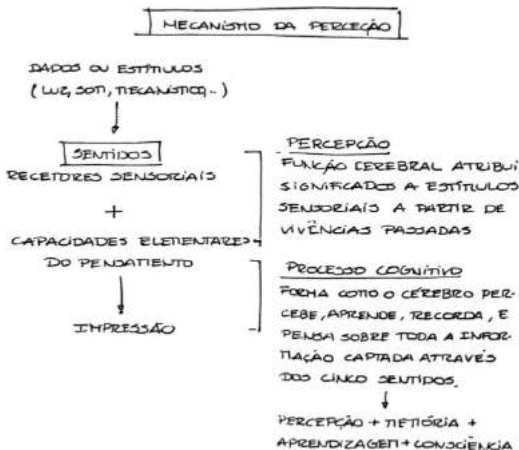 MECANISMO DA PERCEÇÃO
DADOS OU ESTÍMULOS
(LUZ, SOM, MECANÍSTICO...)
SENTIDOS
RECETORES SENSORIAIS
+
CAPACIDADES ELEMENTARES
DO PENSAMENTO
IMPRESSÃO
PERCEPÇÃO
FUNÇÃO CEREBRAL ATRIBUI
SIGNIFICADOS A ESTÍMULOS
SENSORIAIS A PARTIR DE
VIVÊNCIAS PASSADAS
PROCESSO COGNITIVO
FORMA COMO O CÉREBRO PER-
CEBE, APRENDE, RECORDA, E
PENSA SOBRE TODA A INFOR-
MAÇÃO CAPTADA ATRAVÉS
DOS CINCO SENTIDOS.
PERCEPÇÃO + MEMÓRIA +
APRENDIZAGEM + CONSCIÊNCIA